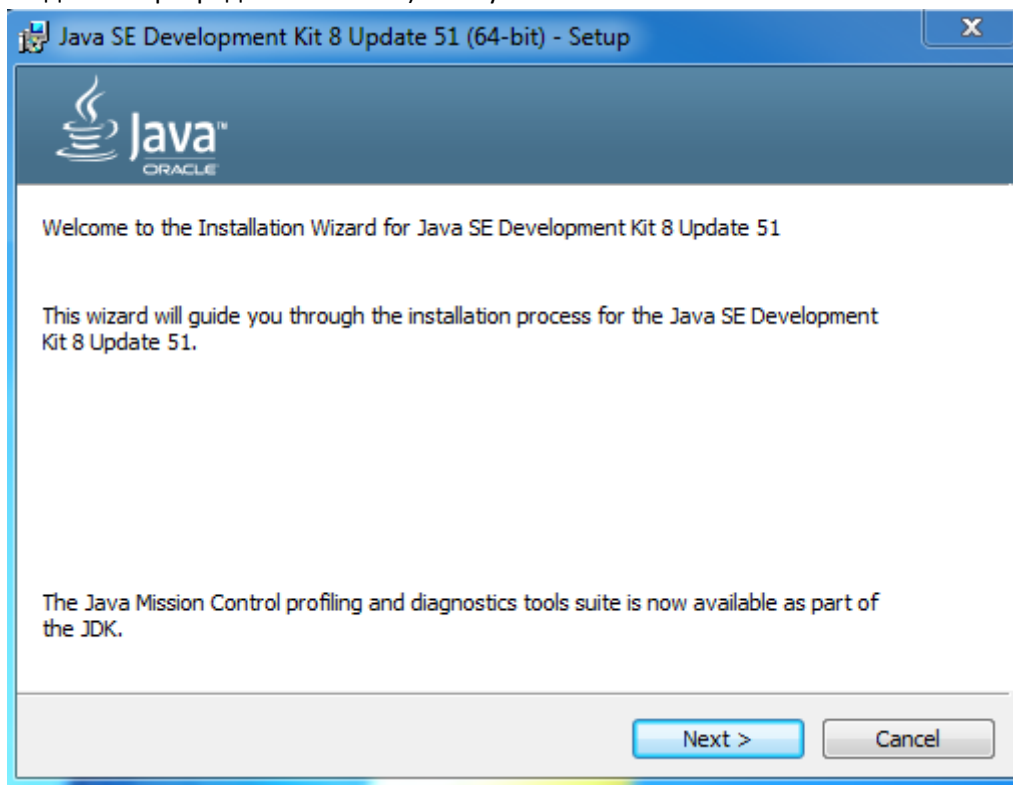 Java SE Development Kit 8 Update 51 (64-bit) - Setup
Java™
ORACLE
Welcome to the Installation Wizard for Java SE Development Kit 8 Update 51
This wizard will guide you through the installation process for the Java SE Development
Kit 8 Update 51.
The Java Mission Control profiling and diagnostics tools suite is now available as part of
the JDK.
Next >
Cancel